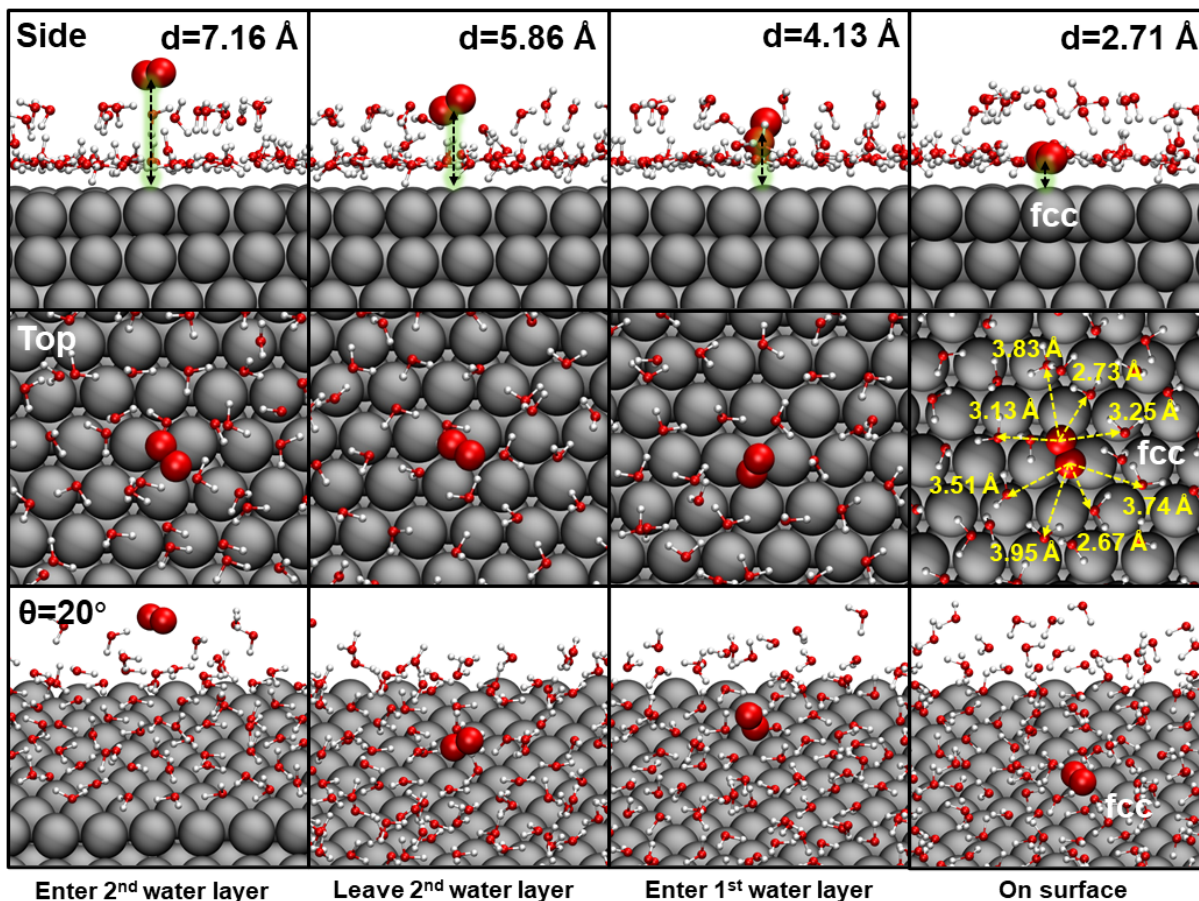 Side
d=7.16 Å
d=5.86 Å
d=4.13 Å
d=2.71 Å
fcc
Top
3.83 Å
2.73 Å
3.13 Å
3.25 Å
fcc
3.51 Å
3.74 Å
3.95 Å
2.67 Å
θ=20°
fcc
Enter 2nd water layer
Leave 2nd water layer
Enter 1st water layer
On surface